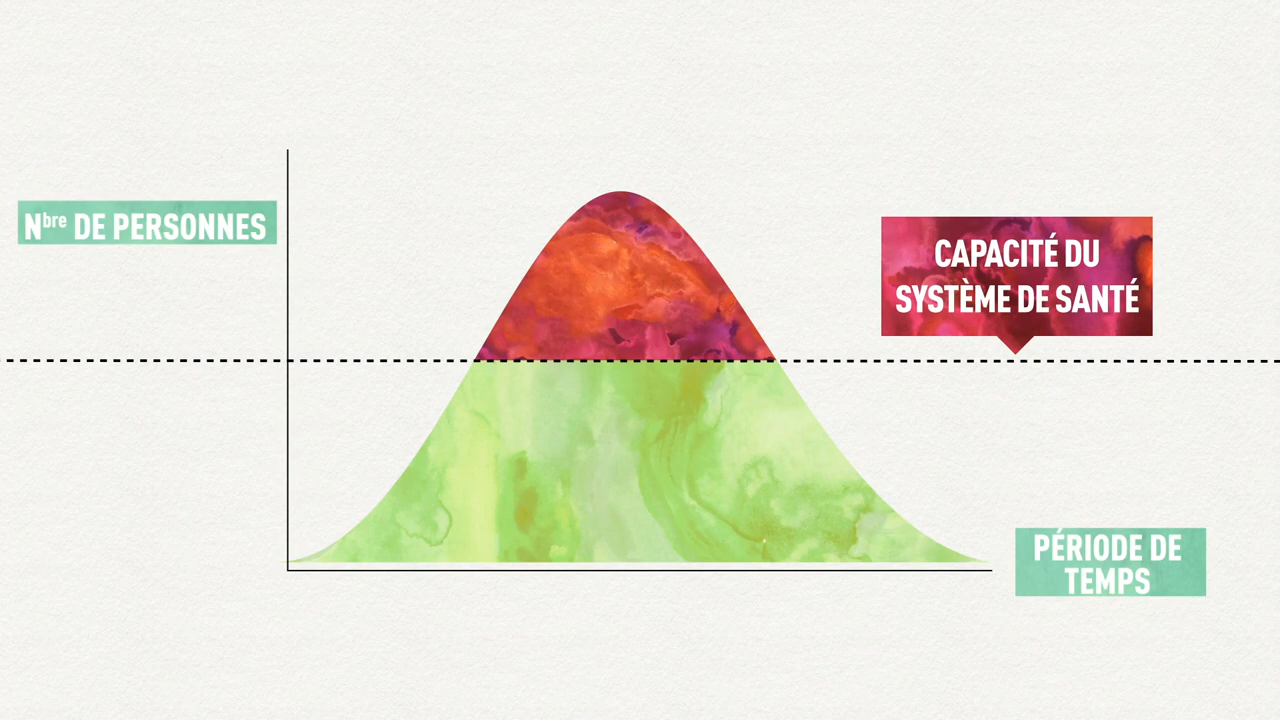 Nbre DE PERSONNES
CAPACITÉ DU
SYSTÈME DE SANTÉ
PÉRIODE DE
TEMPS